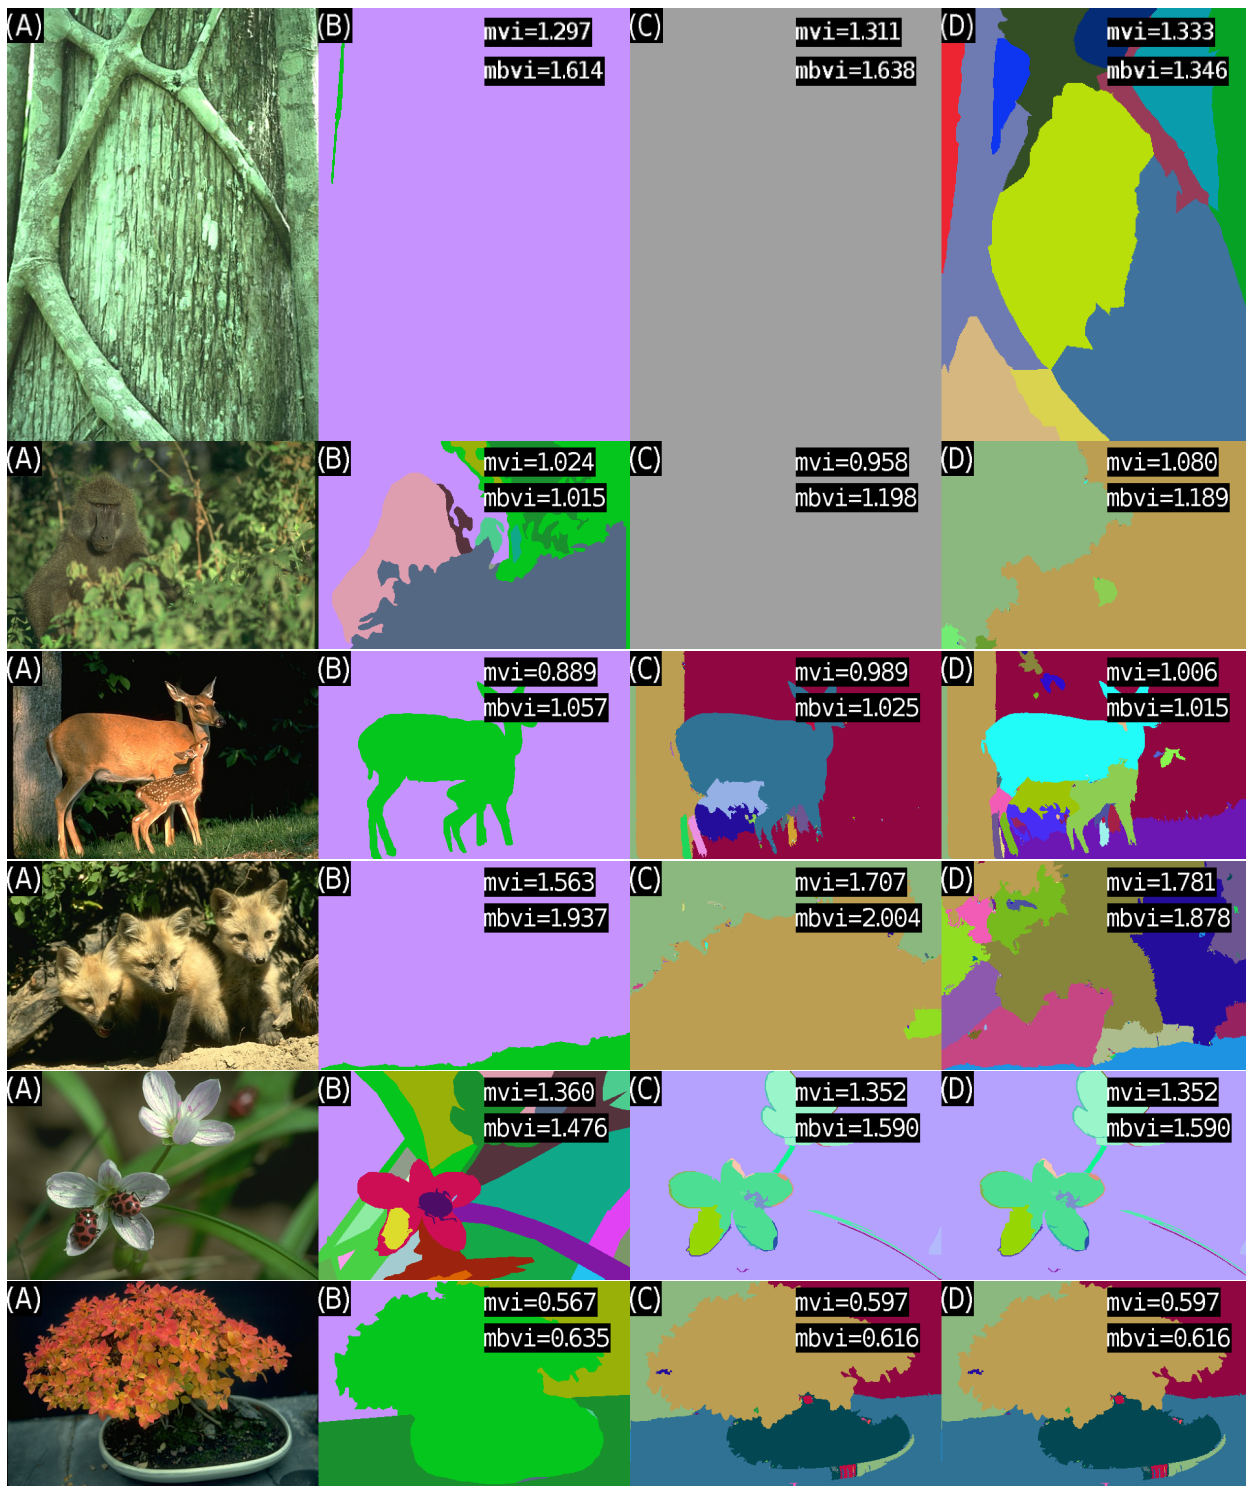 (A) (B) mvi=1.297 (C) mvi=1.311 (D) mvi=1.333
mbvi=1.614 mbvi=1.638 mbvi=1.346
(A) (B) mvi=1.024 (C) mvi=0.958 (D) mvi=1.080
mbvi=1.015 mbvi=1.198 mbvi=1.189
(A) (B) mvi=0.889 (C) mvi=0.989 (D) mvi=1.006
mbvi=1.057 mbvi=1.025 mbvi=1.015
(A) (B) mvi=1.563 (C) mvi=1.707 (D) mvi=1.781
mbvi=1.937 mbvi=2.004 mbvi=1.878
(A) (B) mvi=1.360 (C) mvi=1.352 (D) mvi=1.352
mbvi=1.476 mbvi=1.590 mbvi=1.590
(A) (B) mvi=0.567 (C) mvi=0.597 (D) mvi=0.597
mbvi=0.635 mbvi=0.616 mbvi=0.616